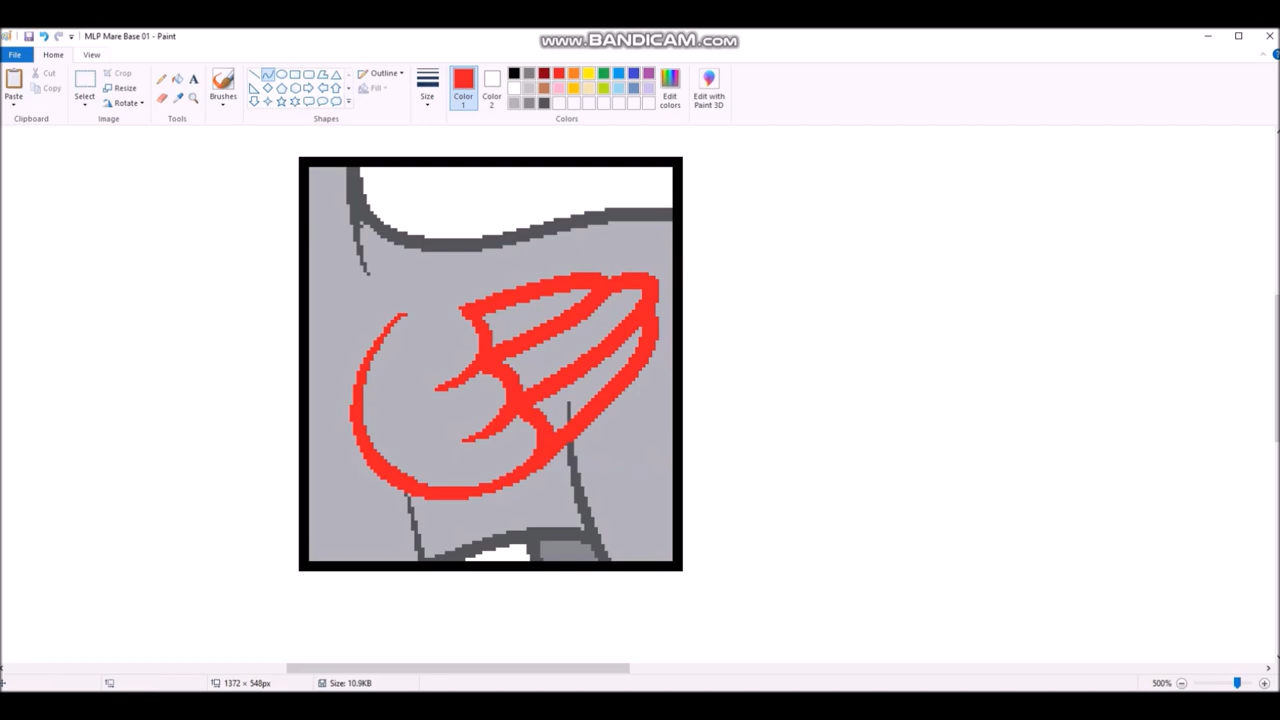 www.BANDICAM.com
MLP Mare Base 01 - Paint
File Home View
Paste Cut Copy Clipboard
Select Crop Resize Rotate Image
A Tools
Brushes
Outline Fill Shapes
Size
Color 1 Color 2 Edit colors Colors
Edit with Paint 3D
1372 × 548px Size: 10.9KB 500%